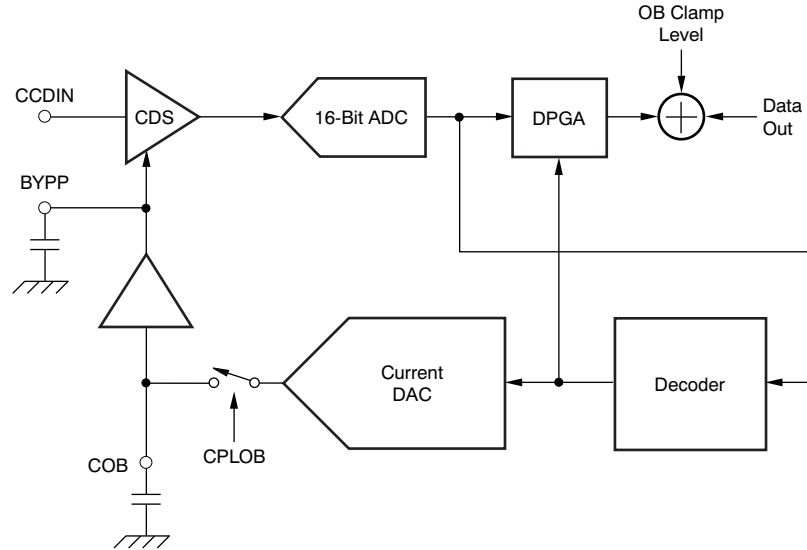 OB Clamp
Level
CCDIN
CDS
16-Bit ADC
DPGA
Data
Out
BYPP
Current
DAC
Decoder
CPLOB
COB